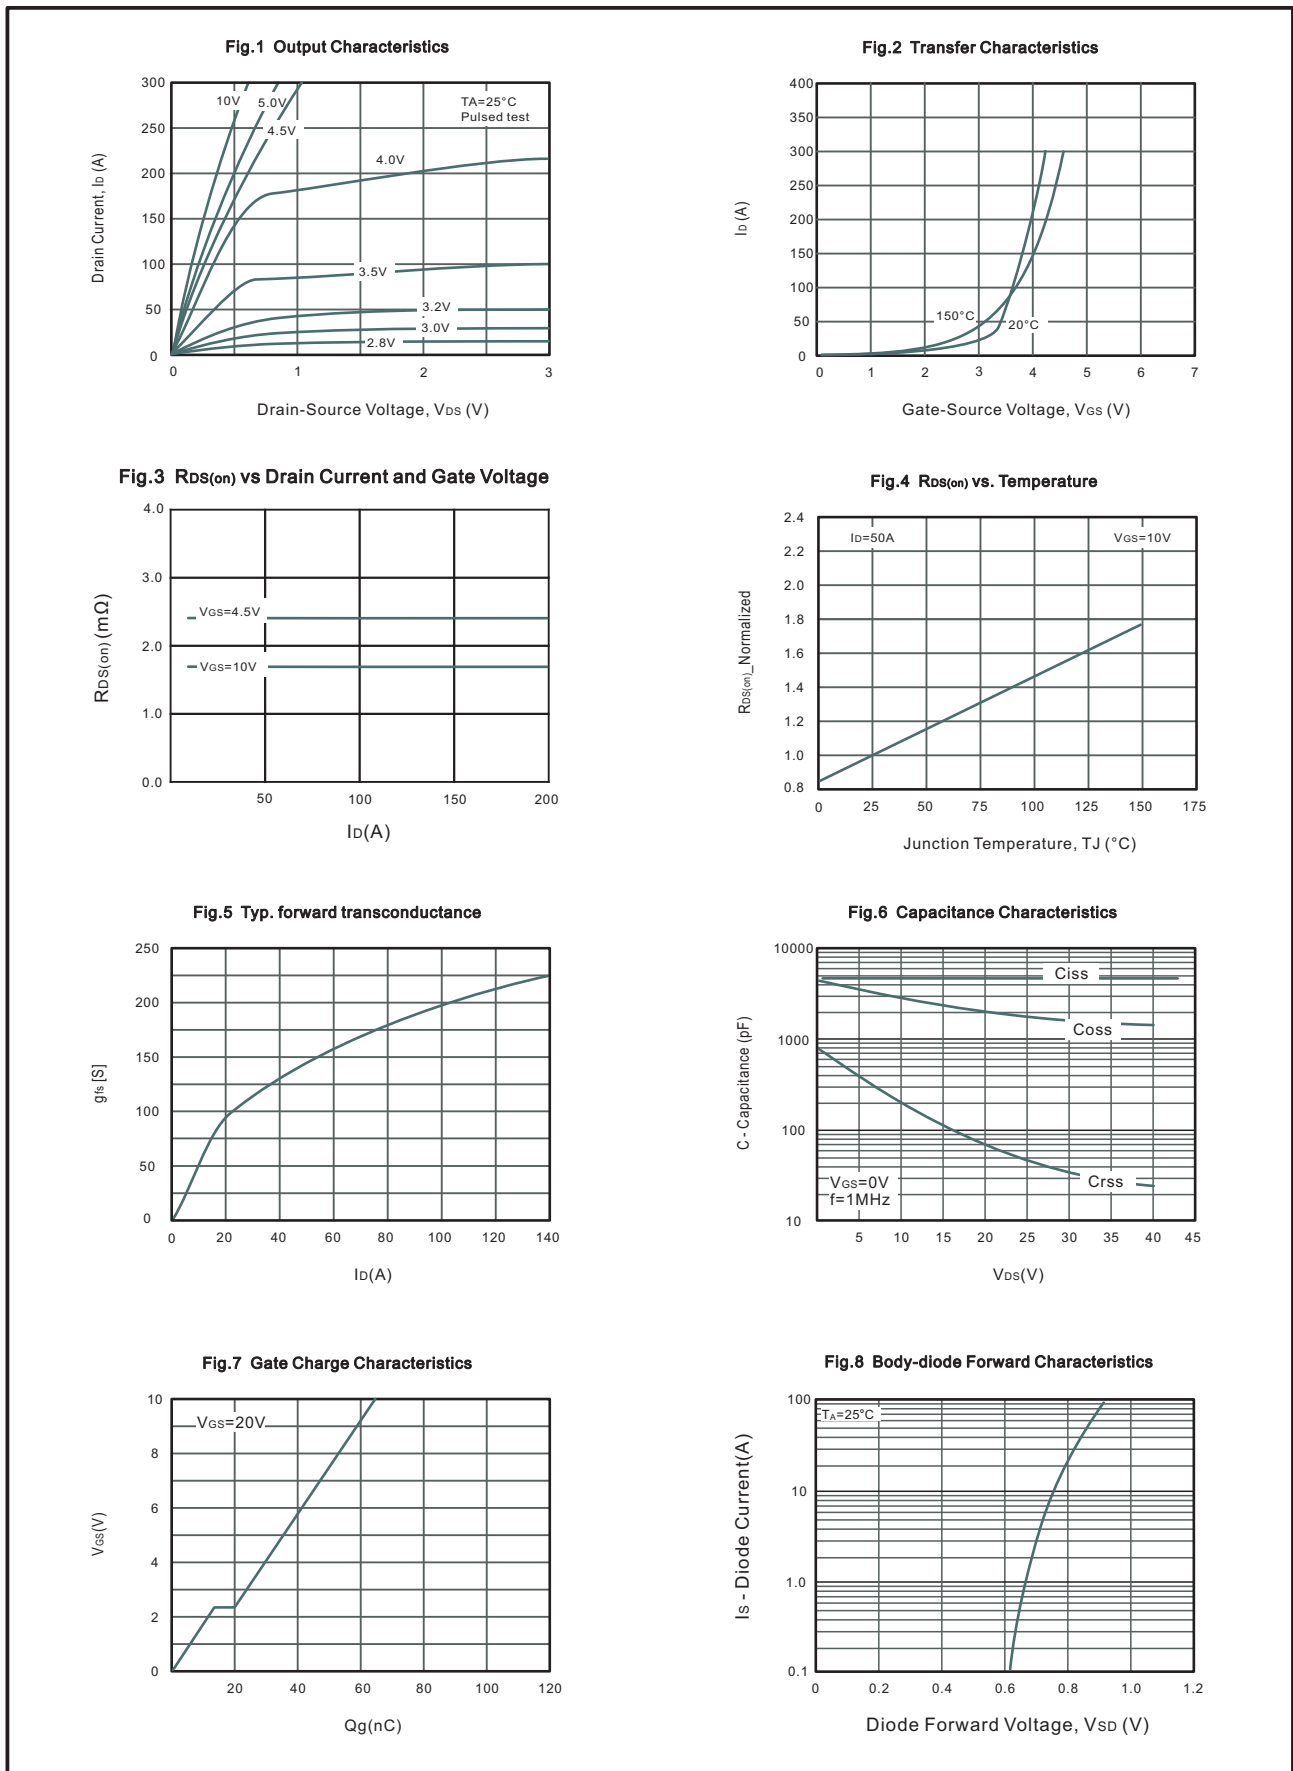 Fig.1 Output Characteristics
300
250
200
150
100
50
0
Drain Current, ID (A)
10V
5.0V
4.5V
TA=25°C
Pulsed test
4.0V
3.5V
3.2V
3.0V
2.8V
0 1 2 3
Drain-Source Voltage, VDS (V)
Fig.2 Transfer Characteristics
400
350
300
250
200
150
100
50
0
ID (A)
150°C
20°C
0 1 2 3 4 5 6 7
Gate-Source Voltage, VGS (V)
Fig.3 RDS(on) vs Drain Current and Gate Voltage
4.0
3.0
2.0
1.0
0.0
RDS(on) (mΩ)
VGS=4.5V
VGS=10V
50 100 150 200
ID(A)
Fig.4 RDS(on) vs. Temperature
2.4
2.2
2.0
1.8
1.6
1.4
1.2
1.0
0.8
RDS(on)_Normalized
ID=50A
VGS=10V
0 25 50 75 100 125 150 175
Junction Temperature, TJ (°C)
Fig.5 Typ. forward transconductance
250
200
150
100
50
0
gfs [S]
0 20 40 60 80 100 120 140
ID(A)
Fig.6 Capacitance Characteristics
10000
1000
100
10
C - Capacitance (pF)
Ciss
Coss
Crss
VGS=0V
f=1MHz
5 10 15 20 25 30 35 40 45
VDS(V)
Fig.7 Gate Charge Characteristics
10
8
6
4
2
0
VGS(V)
VGS=20V
20 40 60 80 100 120
Qg(nC)
Fig.8 Body-diode Forward Characteristics
100
10
1.0
0.1
IS - Diode Current(A)
TA=25°C
0 0.2 0.4 0.6 0.8 1.0 1.2
Diode Forward Voltage, VSD (V)